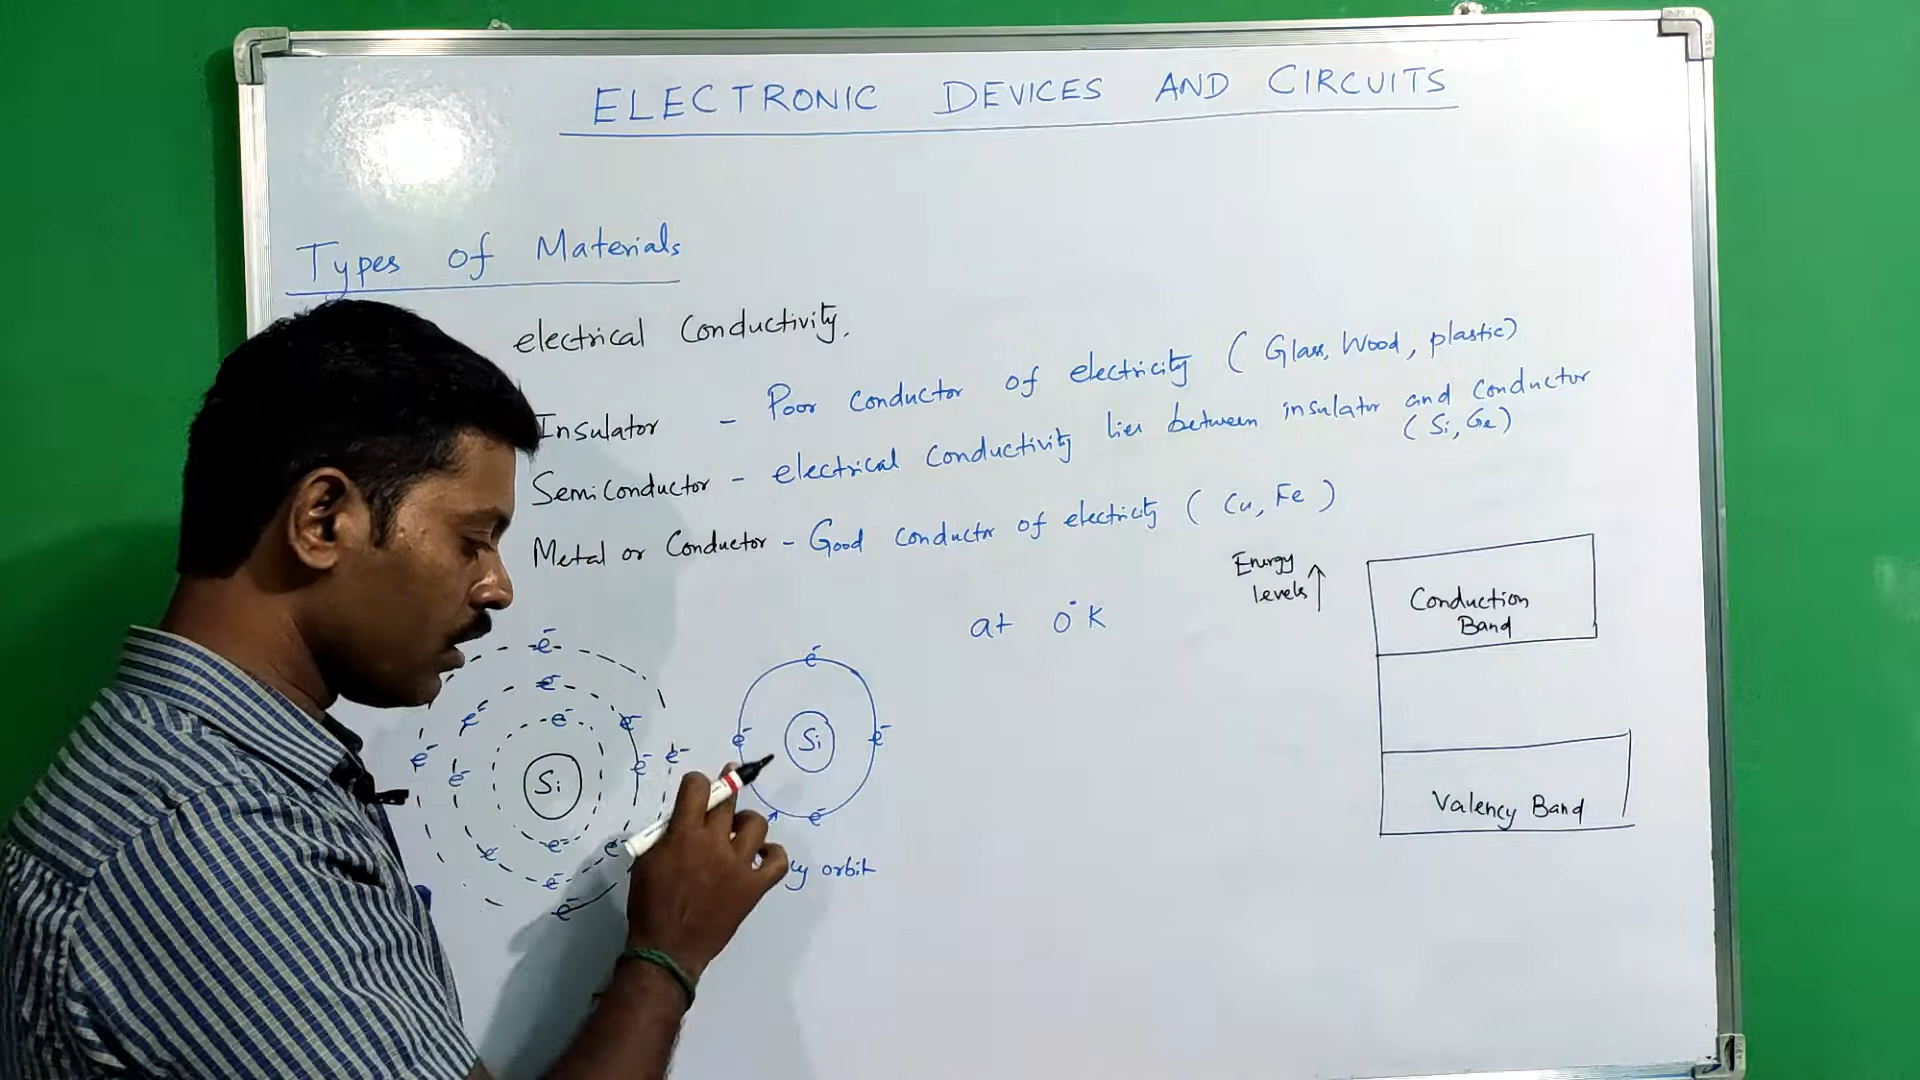 ELECTRONIC DEVICES AND CIRCUITS
Types of Materials
electrical Conductivity.
Insulator - Poor conductor of electricity ( Glass, Wood, plastic)
Semiconductor - electrical conductivity lies between insulator and conductor
( Si, Ge )
Metal or Conductor - Good conductor of electricity ( Cu, Fe )
Energy
levels
Conduction
Band
at 0°K
e⁻
e⁻
e⁻ e⁻
e⁻
e⁻
e⁻ e⁻
e⁻
e⁻
Si
e⁻
e⁻ e⁻
e⁻
e⁻
e⁻
e⁻ Si e⁻
e⁻
orbit
Valency Band